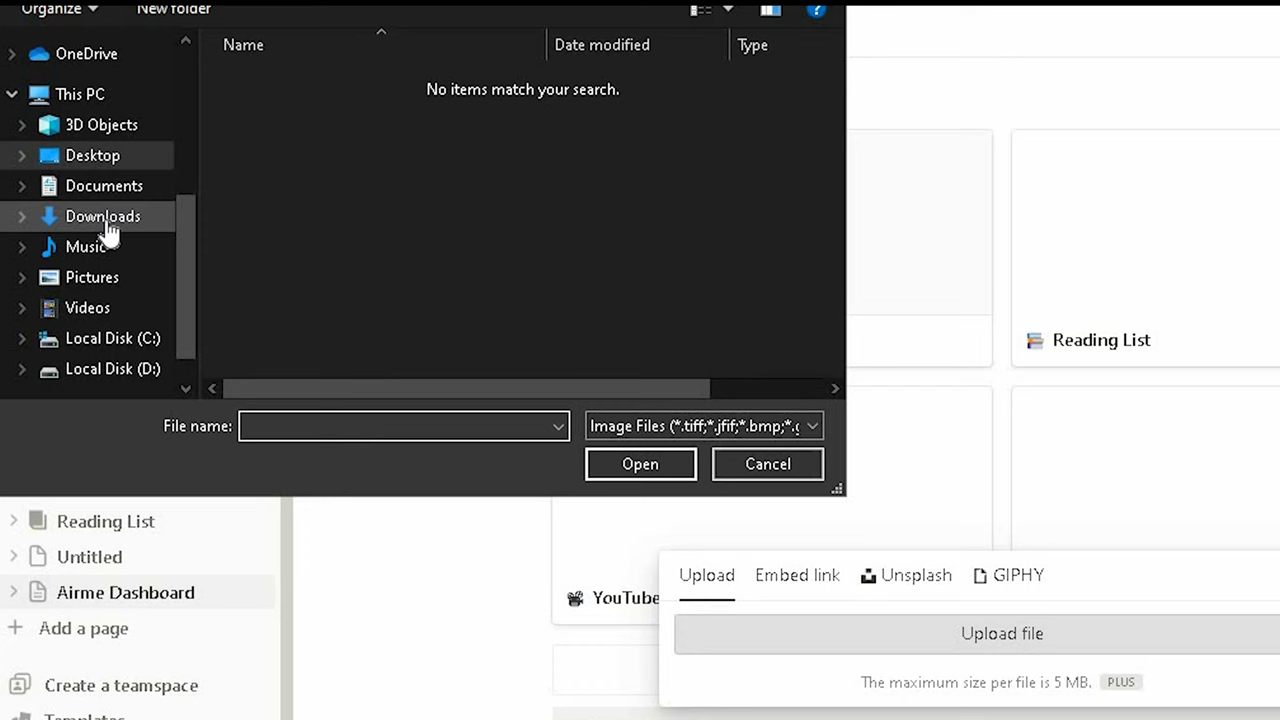 Organize New folder
OneDrive
This PC
3D Objects
Desktop
Documents
Downloads
Music
Pictures
Videos
Local Disk (C:)
Local Disk (D:)
Name Date modified Type
No items match your search.
File name: Image Files (*.tiff;*.jfif;*.bmp;*.g
Open Cancel
Reading List
Reading List
Untitled
Airme Dashboard
Add a page
Create a teamspace
Templates
YouTube
Upload Embed link Unsplash GIPHY
Upload file
The maximum size per file is 5 MB. PLUS